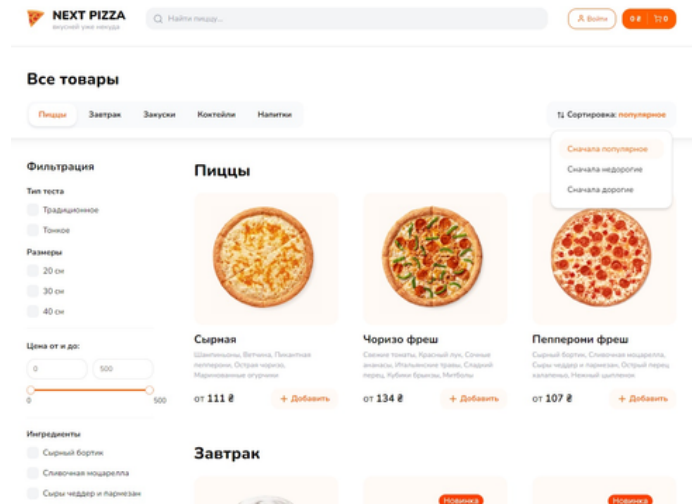 NEXT PIZZA
вкусней уже некуда
Найти пиццу...
Войти
0 ₴
0
Все товары
Пиццы
Завтрак
Закуски
Коктейли
Напитки
Сортировка: популярное
Сначала популярное
Сначала недорогие
Сначала дорогие
Фильтрация
Тип теста
Традиционное
Тонкое
Размеры
20 см
30 см
40 см
Цена от и до:
0
500
0
500
Ингредиенты
Сырный бортик
Сливочная моцарелла
Сыры чеддер и пармезан
Пиццы
Сырная
Шампиньоны, Ветчина, Пикантная
пепперони, Острая чоризо,
Маринованные огурчики
от 111 ₴
+ Добавить
Чоризо фреш
Свежие томаты, Красный лук, Сочные
ананасы, Итальянские травы, Сладкий
перец, Кубики брынзы, Митболы
от 134 ₴
+ Добавить
Пепперони фреш
Сырный бортик, Сливочная моцарелла,
Сыры чеддер и пармезан, Острый перец
халапеньо, Нежный цыпленок
от 107 ₴
+ Добавить
Завтрак
Новинка
Новинка